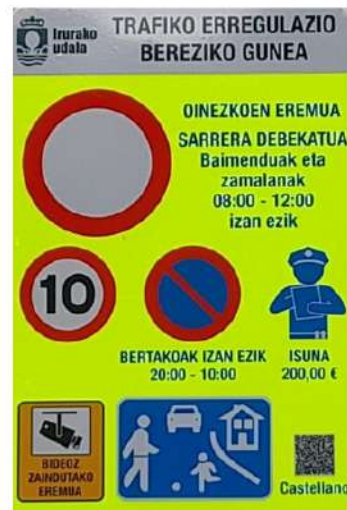 Irurako
udala
TRAFIKO ERREGULAZIO
BEREZIKO GUNEA
OINEZKOEN EREMUA
SARRERA DEBEKATUA
Baimenduak eta
zamalanak
08:00 - 12:00
izan ezik
10
BERTAKOAK IZAN EZIK
20:00 - 10:00
ISUNA
200,00 €
BIDEOZ
ZAINDUTAKO
EREMUA
Castellano